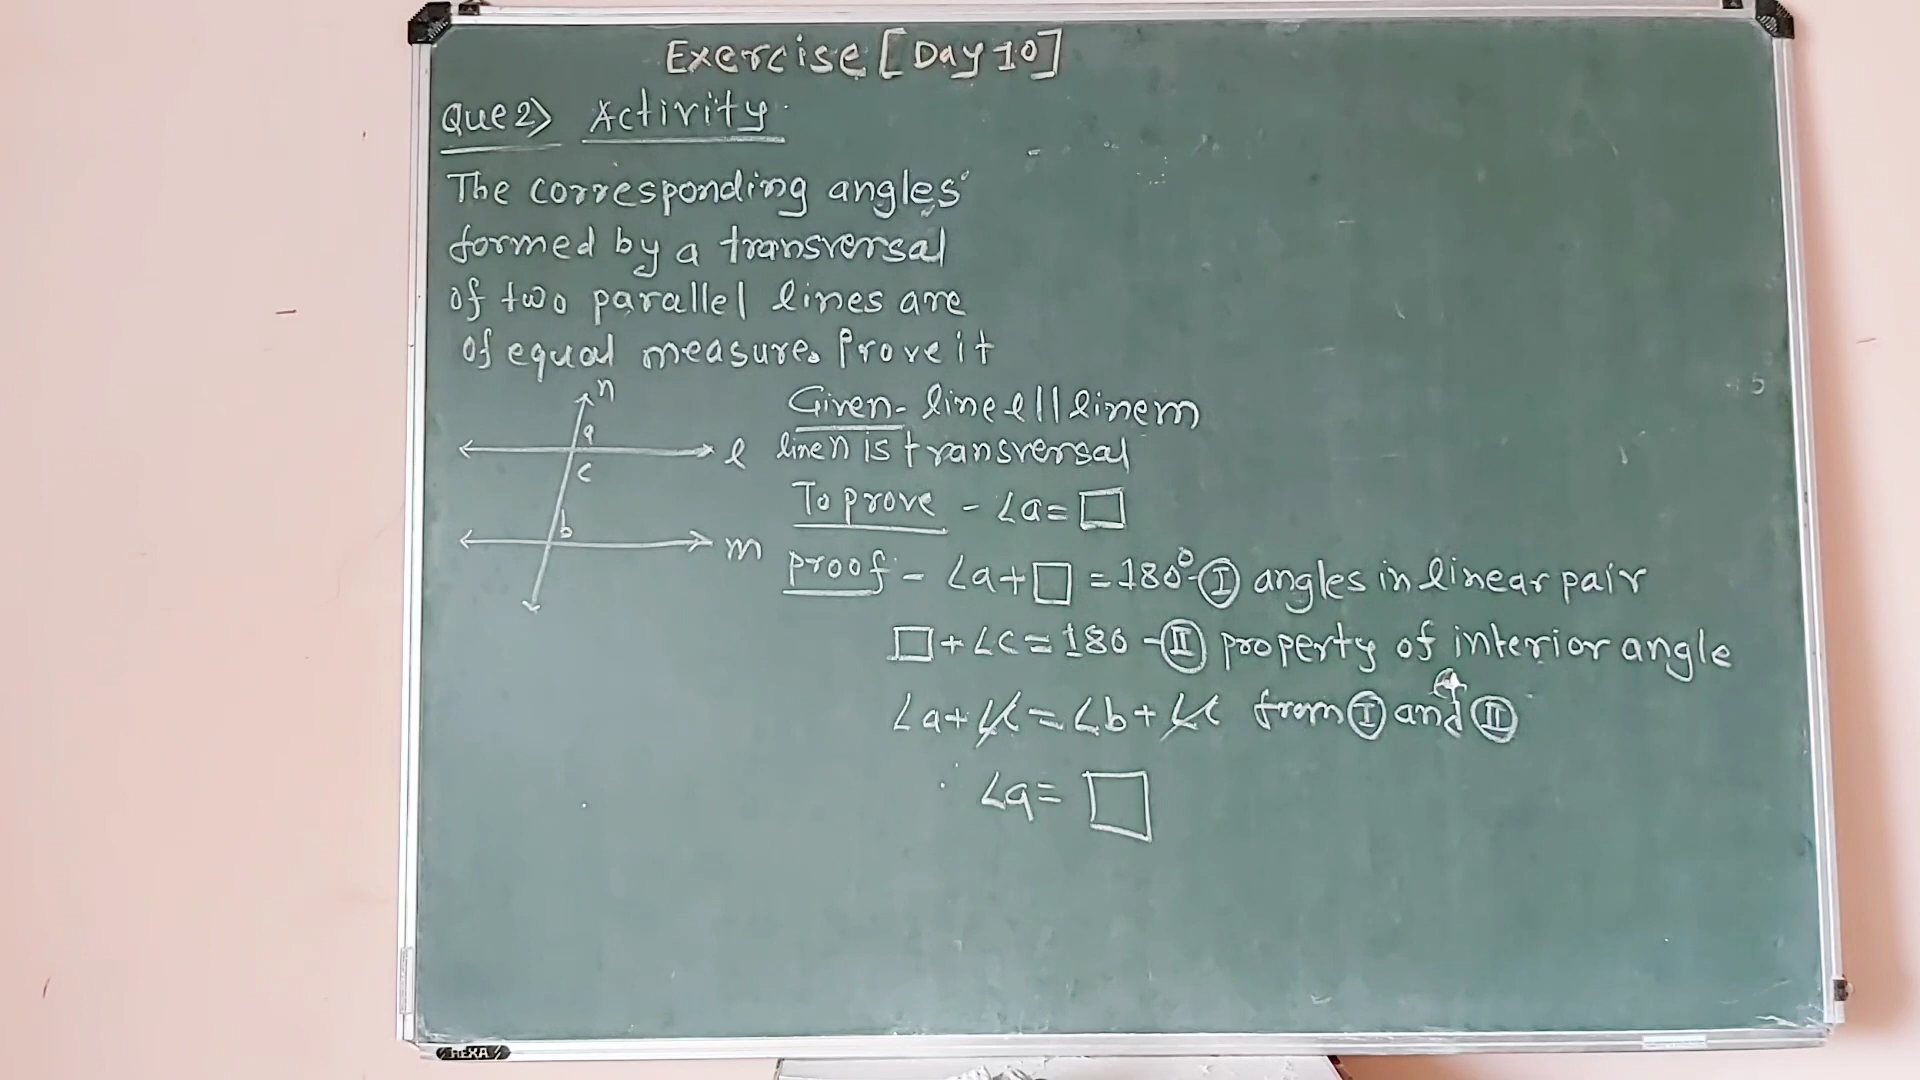 Exercise [Day 10]
Que 2> Activity.
The corresponding angles
formed by a transversal
of two parallel lines are
of equal measure. Prove it
n
a
l
c
b
m
Given- line l || line m
line n is transversal
To prove - ∠a = □
proof - ∠a + □ = 180° - Ⓘ angles in linear pair
□ + ∠c = 180 - Ⓘ̲Ⓘ property of interior angle
∠a + ∠c = ∠b + ∠c from Ⓘ and Ⓘ̲Ⓘ
∠a = □
HEXA